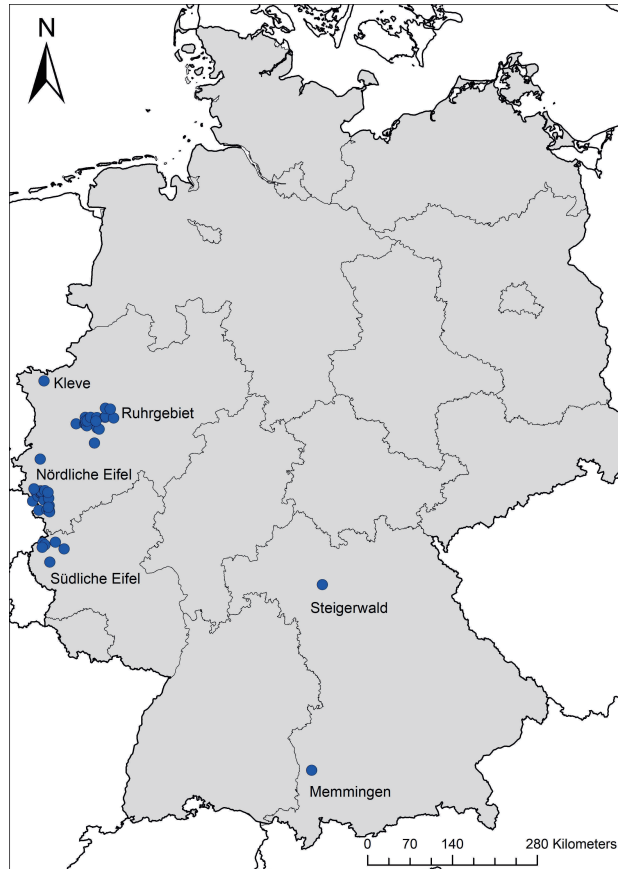 N
Kleve
Ruhrgebiet
Nördliche Eifel
Südliche Eifel
Steigerwald
Memmingen
0 70 140 280 Kilometers